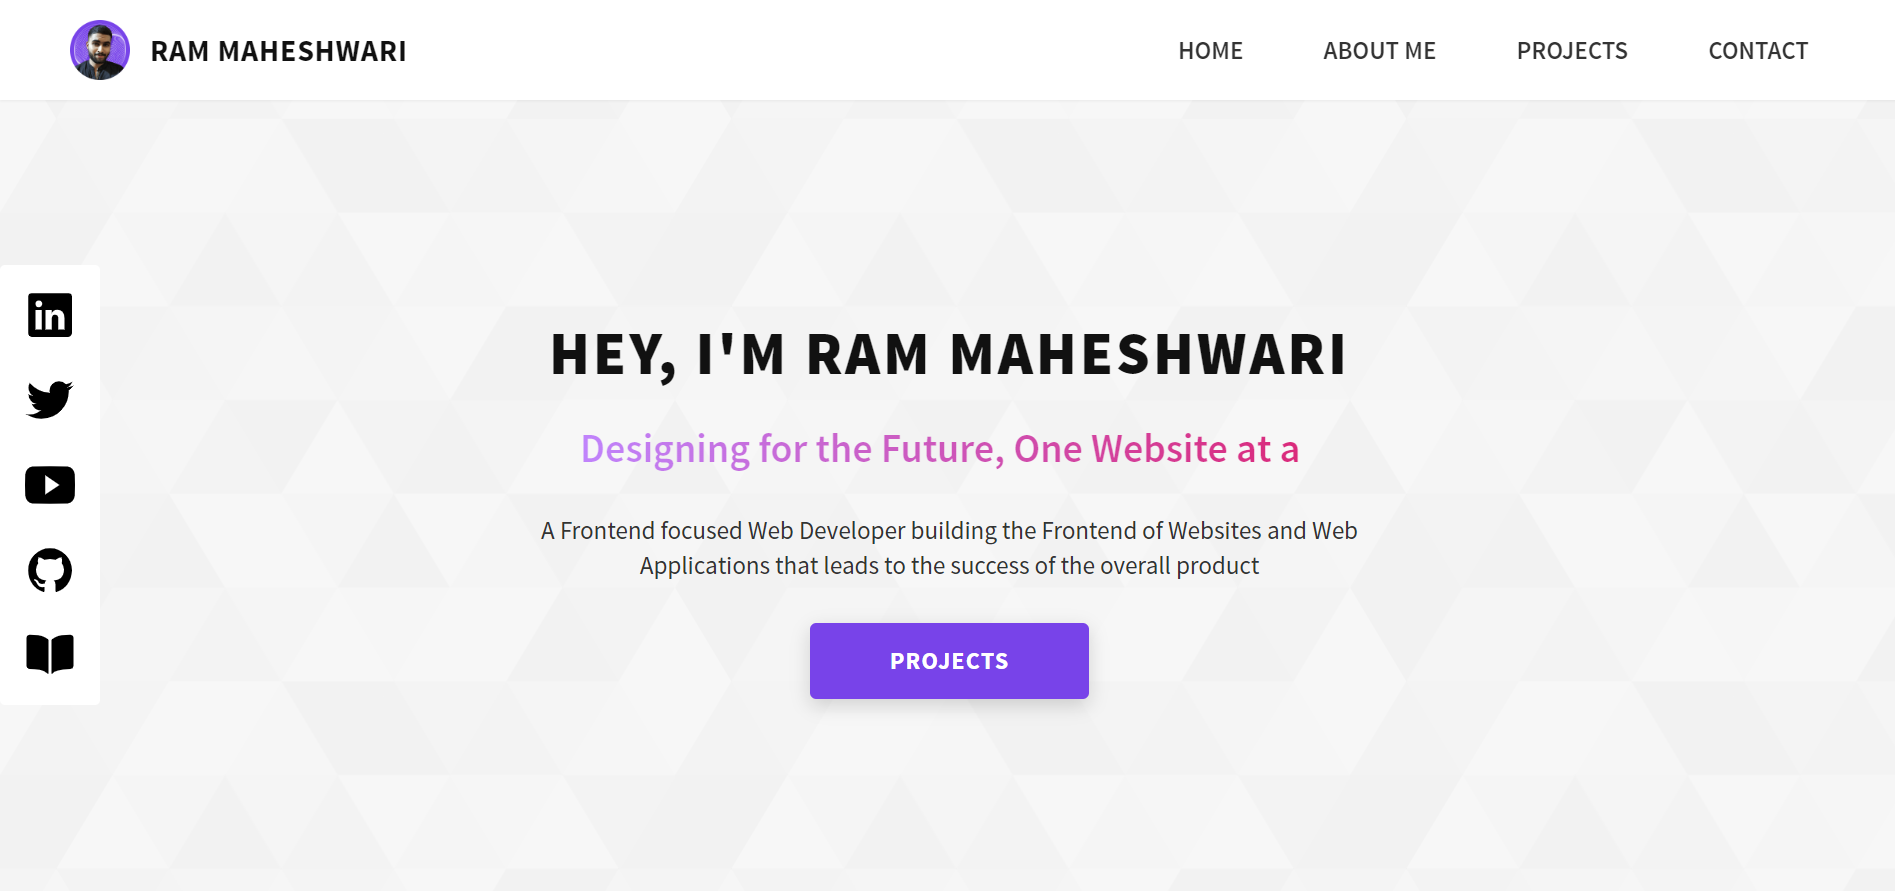 RAM MAHESHWARI
HOME
ABOUT ME
PROJECTS
CONTACT
in
HEY, I'M RAM MAHESHWARI
Designing for the Future, One Website at a
A Frontend focused Web Developer building the Frontend of Websites and Web
Applications that leads to the success of the overall product
PROJECTS